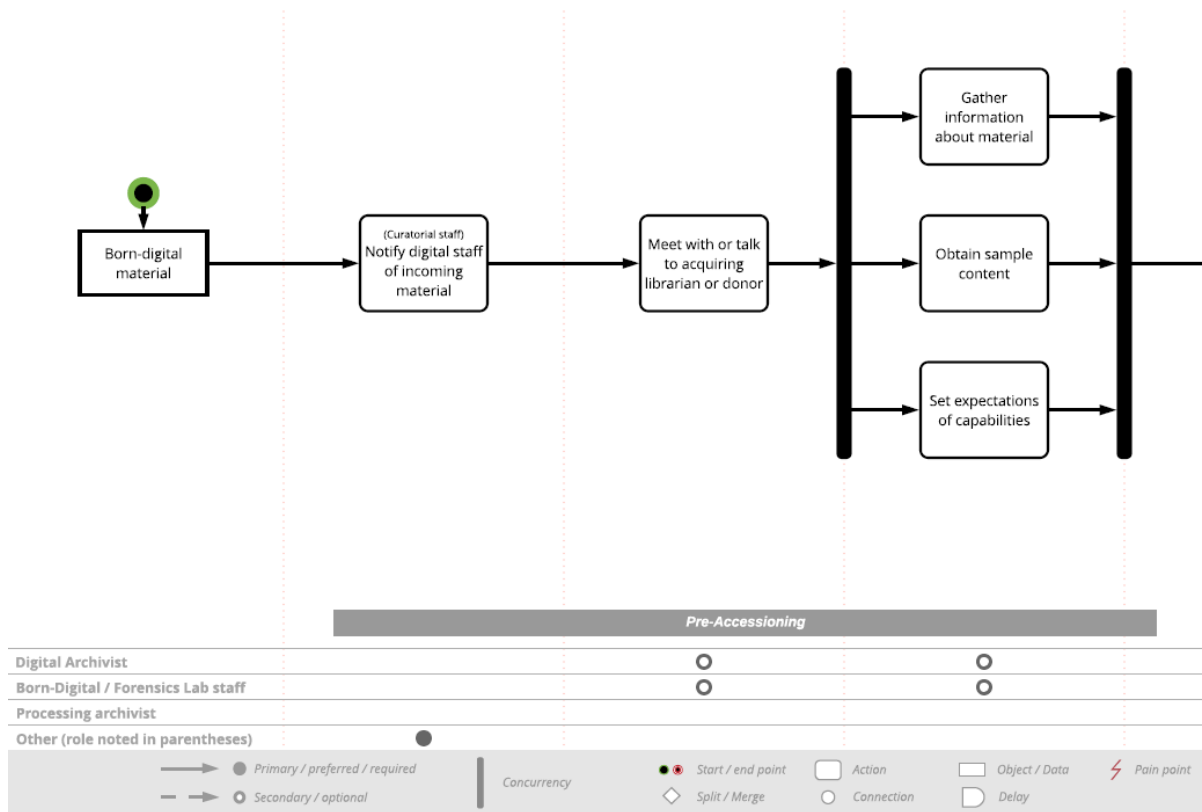 Gather
information
about material
(Curatorial staff)
Notify digital staff
of incoming
material
Meet with or talk
to acquiring
librarian or donor
Born-digital
material
Obtain sample
content
Set expectations
of capabilities
Pre-Accessioning
Digital Archivist
Born-Digital / Forensics Lab staff
Processing archivist
Other (role noted in parentheses)
Primary / preferred / required
Secondary / optional
Concurrency
Start / end point
Split / Merge
Action
Connection
Object / Data
Delay
Pain point